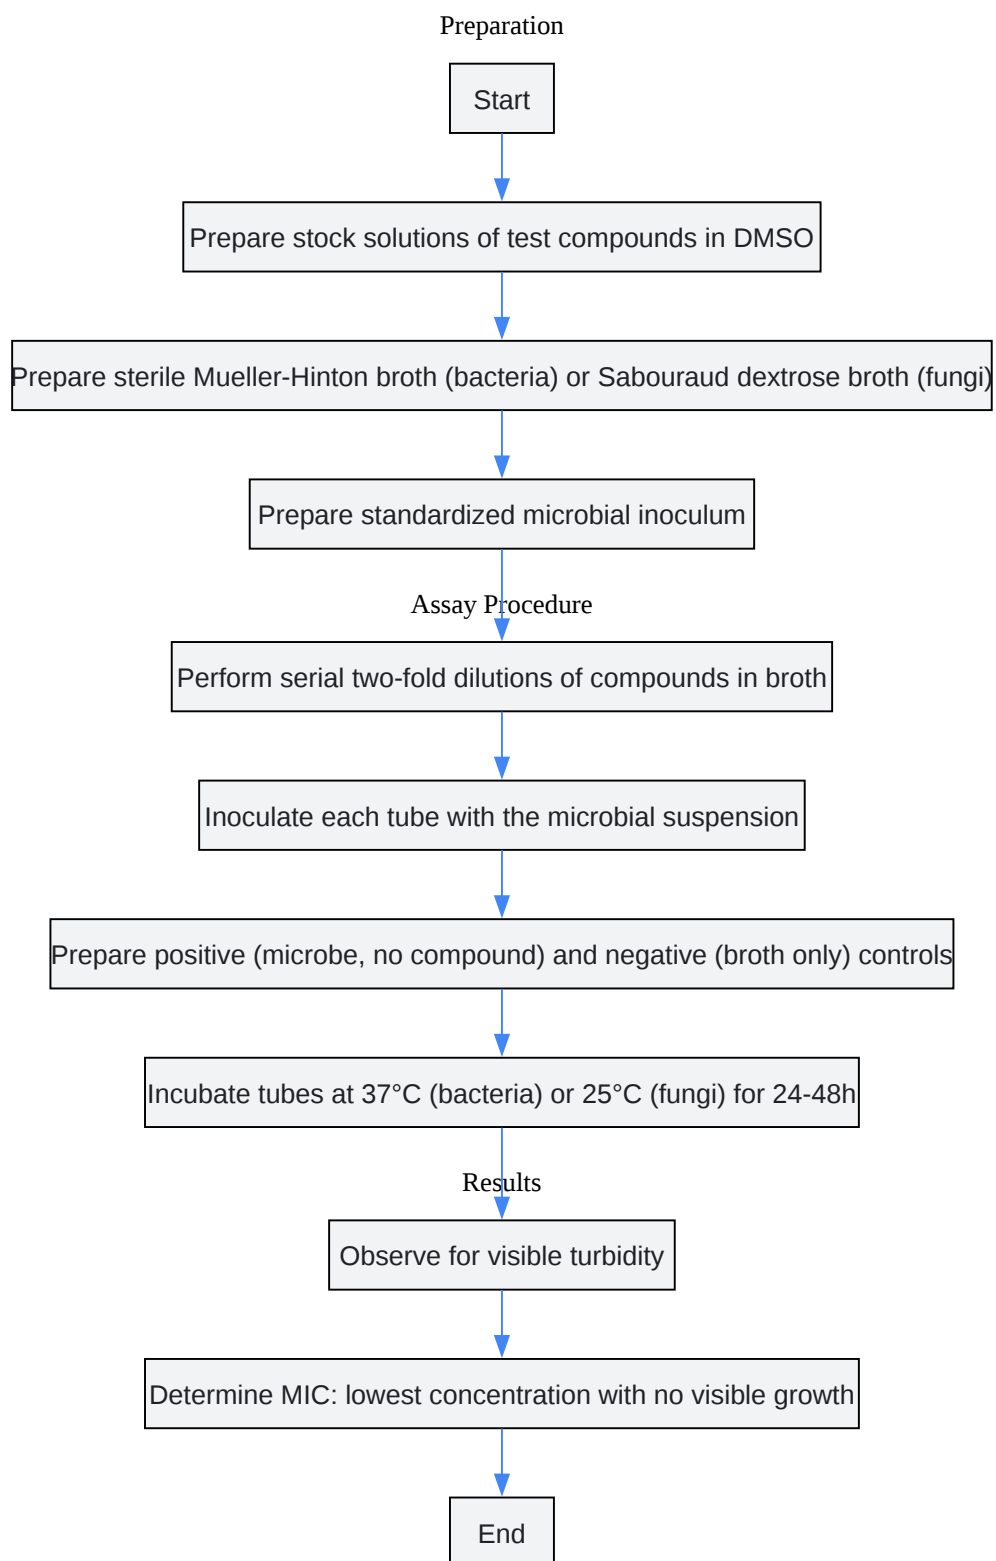 Preparation
Start
Prepare stock solutions of test compounds in DMSO
Prepare sterile Mueller-Hinton broth (bacteria) or Sabouraud dextrose broth (fungi)
Prepare standardized microbial inoculum
Assay Procedure
Perform serial two-fold dilutions of compounds in broth
Inoculate each tube with the microbial suspension
Prepare positive (microbe, no compound) and negative (broth only) controls
Incubate tubes at 37°C (bacteria) or 25°C (fungi) for 24-48h
Results
Observe for visible turbidity
Determine MIC: lowest concentration with no visible growth
End